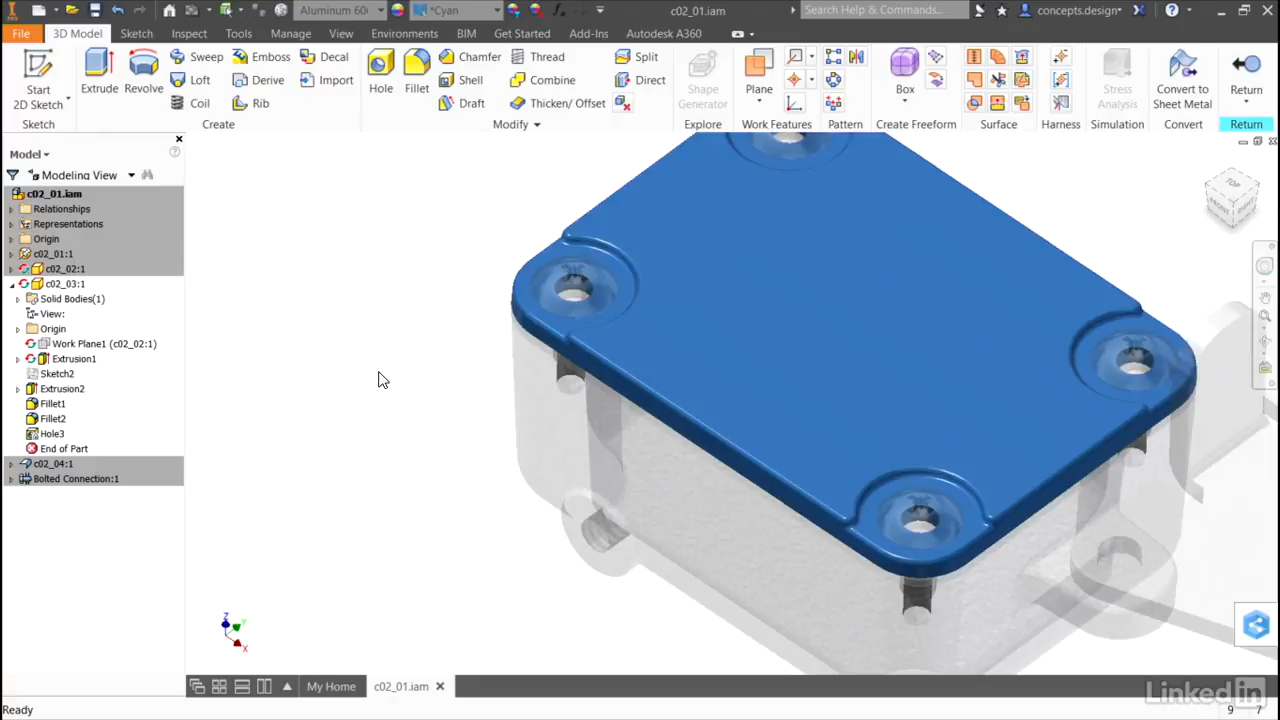 Aluminum 60
*Cyan
c02_01.iam
Search Help & Commands...
concepts.design
File
3D Model
Sketch
Inspect
Tools
Manage
View
Environments
BIM
Get Started
Add-Ins
Autodesk A360
Start
2D Sketch
Extrude
Revolve
Sweep
Loft
Coil
Emboss
Derive
Rib
Decal
Import
Hole
Fillet
Chamfer
Shell
Draft
Thread
Combine
Thicken/ Offset
Split
Direct
Shape
Generator
Plane
Box
Stress
Analysis
Convert to
Sheet Metal
Return
Sketch
Create
Modify
Explore
Work Features
Pattern
Create Freeform
Surface
Harness
Simulation
Convert
Return
Model
Modeling View
c02_01.iam
Relationships
Representations
Origin
c02_01:1
c02_02:1
c02_03:1
Solid Bodies(1)
View:
Origin
Work Plane1 (c02_02:1)
Extrusion1
Sketch2
Extrusion2
Fillet1
Fillet2
Hole3
End of Part
c02_04:1
Bolted Connection:1
TOP
FRONT
RIGHT
Z
Y
X
My Home
c02_01.iam
Ready
9
7
LinkedIn